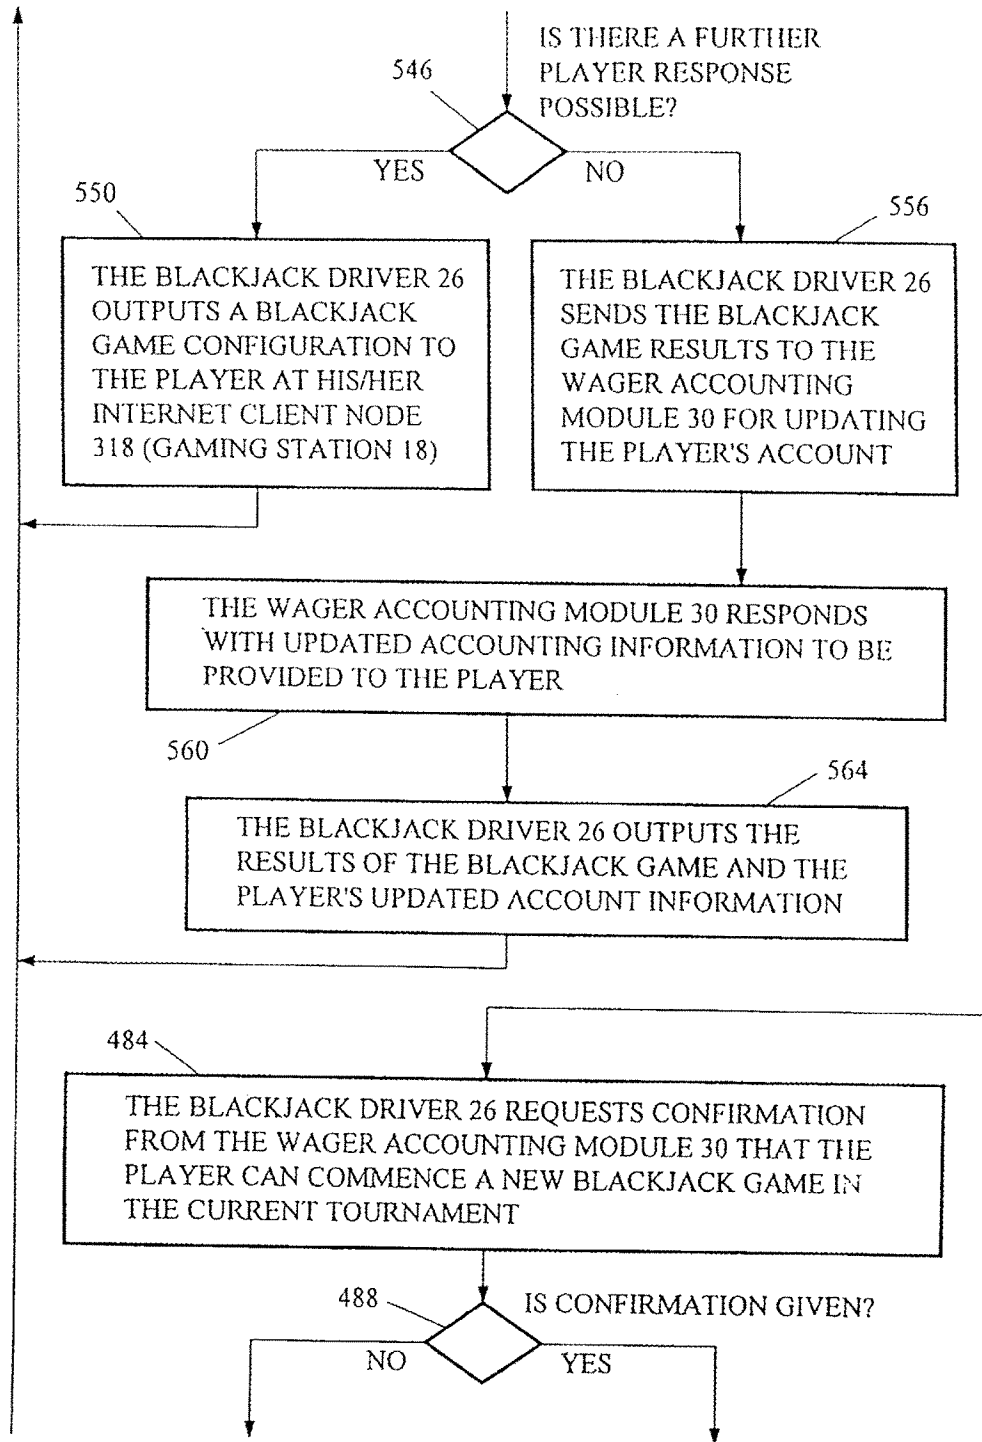 IS THERE A FURTHER
PLAYER RESPONSE
POSSIBLE?
546
YES
NO
550
556
THE BLACKJACK DRIVER 26
OUTPUTS A BLACKJACK
GAME CONFIGURATION TO
THE PLAYER AT HIS/HER
INTERNET CLIENT NODE
318 (GAMING STATION 18)
THE BLACKJACK DRIVER 26
SENDS THE BLACKJACK
GAME RESULTS TO THE
WAGER ACCOUNTING
MODULE 30 FOR UPDATING
THE PLAYER'S ACCOUNT
THE WAGER ACCOUNTING MODULE 30 RESPONDS
WITH UPDATED ACCOUNTING INFORMATION TO BE
PROVIDED TO THE PLAYER
560
564
THE BLACKJACK DRIVER 26 OUTPUTS THE
RESULTS OF THE BLACKJACK GAME AND THE
PLAYER'S UPDATED ACCOUNT INFORMATION
484
THE BLACKJACK DRIVER 26 REQUESTS CONFIRMATION
FROM THE WAGER ACCOUNTING MODULE 30 THAT THE
PLAYER CAN COMMENCE A NEW BLACKJACK GAME IN
THE CURRENT TOURNAMENT
488
IS CONFIRMATION GIVEN?
NO
YES